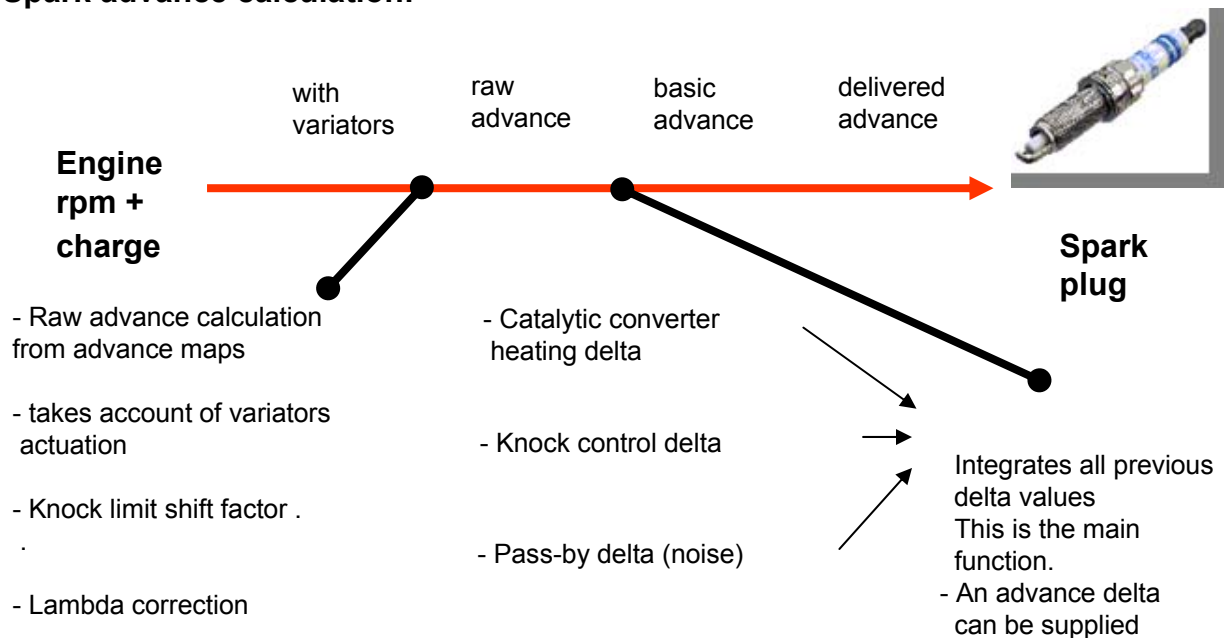 Spark advance calculation:
with
variators
raw
advance
basic
advance
delivered
advance
Engine
rpm +
charge
Spark
plug
- Raw advance calculation
from advance maps
- takes account of variators
actuation
- Knock limit shift factor .
.
- Lambda correction
- Catalytic converter
heating delta
- Knock control delta
- Pass-by delta (noise)
Integrates all previous
delta values
This is the main
function.
- An advance delta
can be supplied